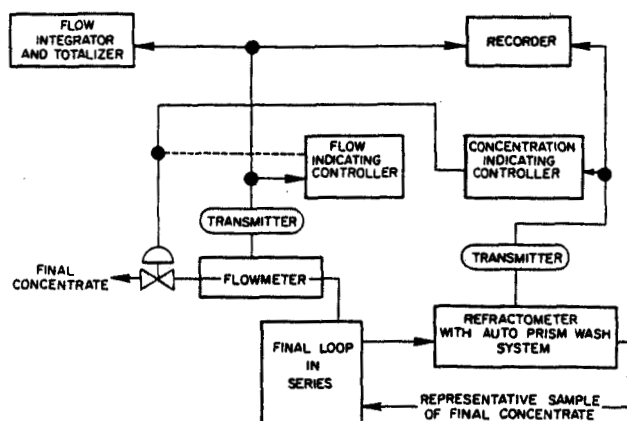 FLOW
INTEGRATOR
AND TOTALIZER
RECORDER
FLOW
INDICATING
CONTROLLER
CONCENTRATION
INDICATING
CONTROLLER
TRANSMITTER
TRANSMITTER
FINAL
CONCENTRATE
FLOWMETER
REFRACTOMETER
WITH AUTO PRISM WASH
SYSTEM
FINAL LOOP
IN
SERIES
REPRESENTATIVE SAMPLE
OF FINAL CONCENTRATE